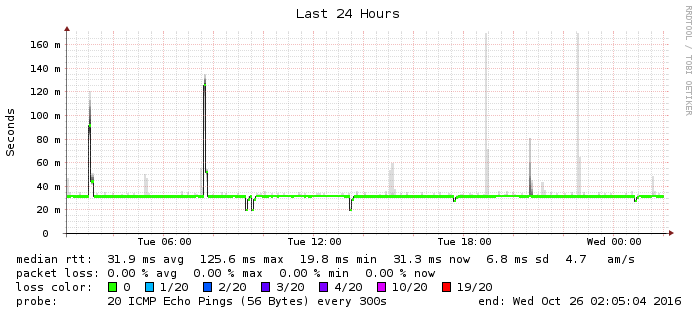 Last 24 Hours
RRDTOOL / TOBI OETIKER
Seconds
160 m
140 m
120 m
100 m
80 m
60 m
40 m
20 m
0
Tue 06:00 Tue 12:00 Tue 18:00 Wed 00:00
median rtt: 31.9 ms avg 125.6 ms max 19.8 ms min 31.3 ms now 6.8 ms sd 4.7 am/s
packet loss: 0.00 % avg 0.00 % max 0.00 % min 0.00 % now
loss color: 0 1/20 2/20 3/20 4/20 10/20 19/20
probe: 20 ICMP Echo Pings (56 Bytes) every 300s end: Wed Oct 26 02:05:04 2016